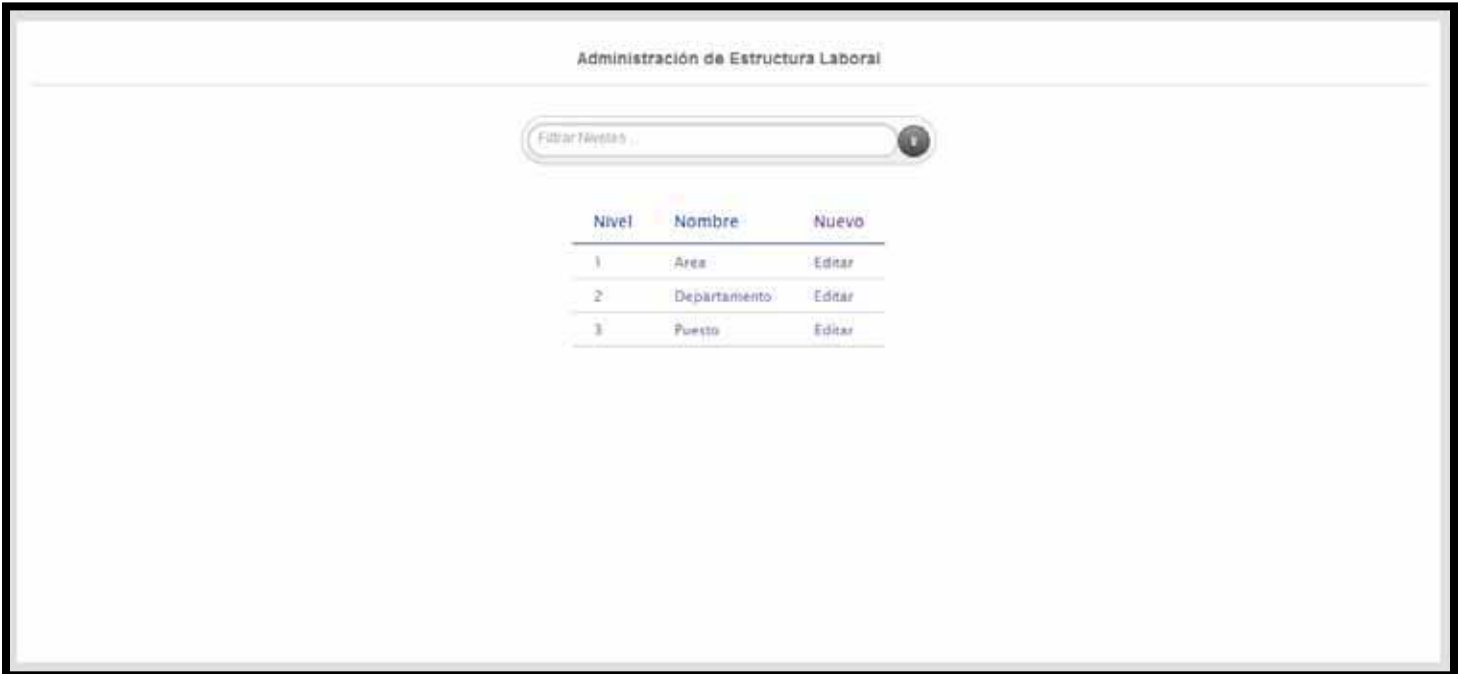 Administración de Estructura Laboral
Filtrar Niveles ...
Nivel Nombre Nuevo
1 Area Editar
2 Departamento Editar
3 Puesto Editar